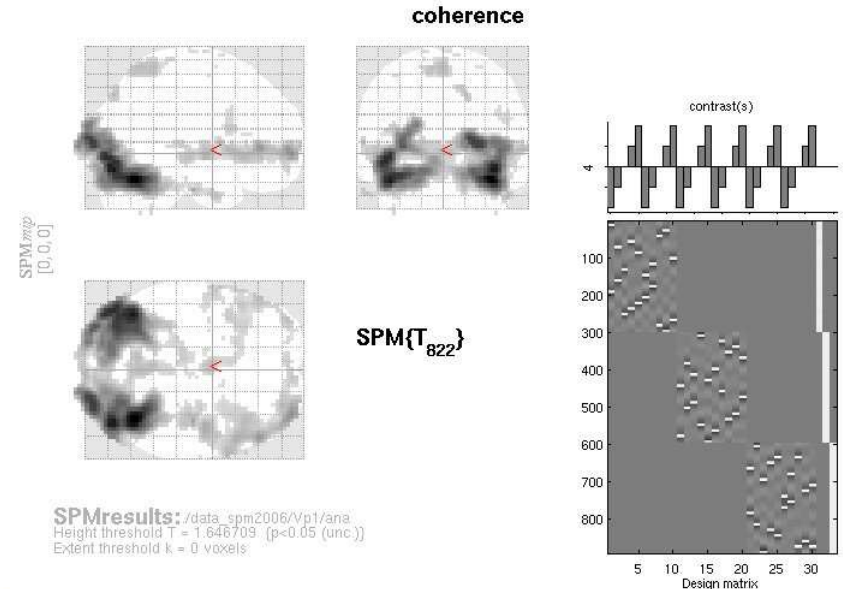 coherence
contrast(s)
4
SPMmip
[0, 0, 0]
<
<
<
SPM{T822}
100
200
300
400
500
600
700
800
5 10 15 20 25 30
Design matrix
SPMresults: ./data_spm2006/Vp1/ana
Height threshold T = 1.646709 {p<0.05 (unc.)}
Extent threshold k = 0 voxels